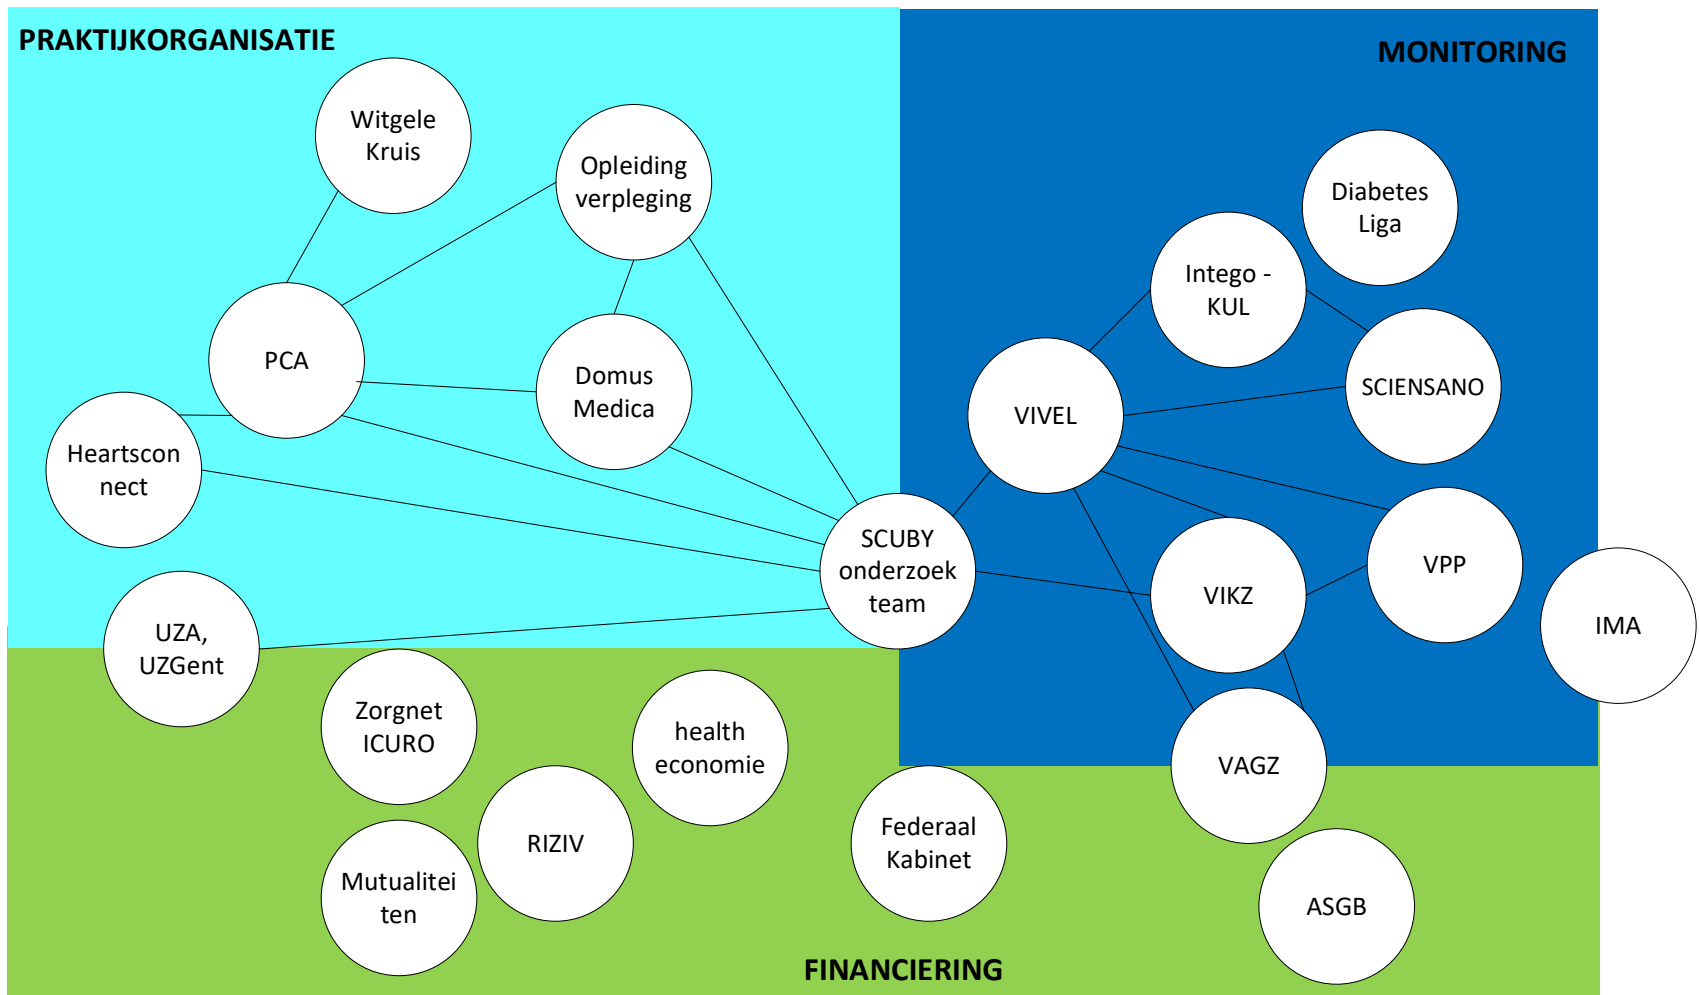 PRAKTIJKORGANISATIE
MONITORING
Witgele
Kruis
Opleiding
verpleging
Diabetes
Liga
Intego -
KUL
PCA
Domus
Medica
VIVEL
SCIENSANO
Heartscon
nect
SCUBY
onderzoek
team
VIKZ
VPP
IMA
UZA,
UZGent
Zorgnet
ICURO
health
economie
VAGZ
RIZIV
Federaal
Kabinet
Mutualitei
ten
ASGB
FINANCIERING